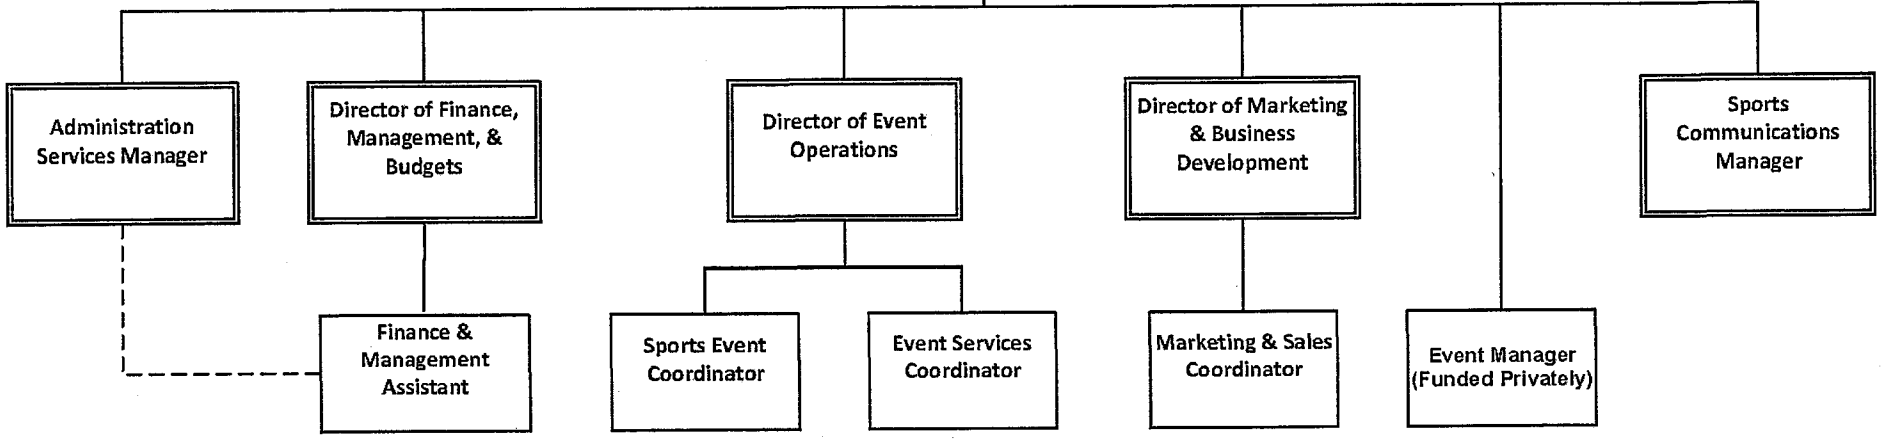 Administration
Services Manager
Director of Finance,
Management, &
Budgets
Director of Event
Operations
Director of Marketing
& Business
Development
Sports
Communications
Manager
Finance &
Management
Assistant
Sports Event
Coordinator
Event Services
Coordinator
Marketing & Sales
Coordinator
Event Manager
(Funded Privately)